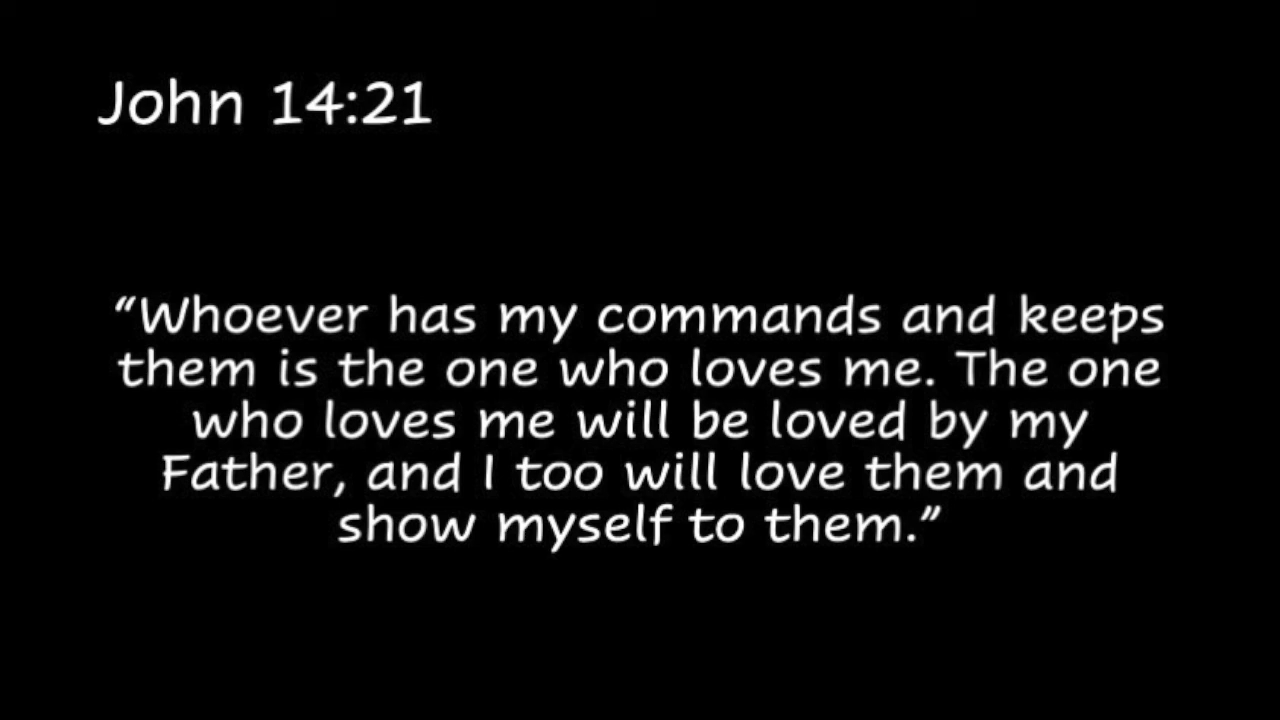 John 14:21
“Whoever has my commands and keeps
them is the one who loves me. The one
who loves me will be loved by my
Father, and I too will love them and
show myself to them.”